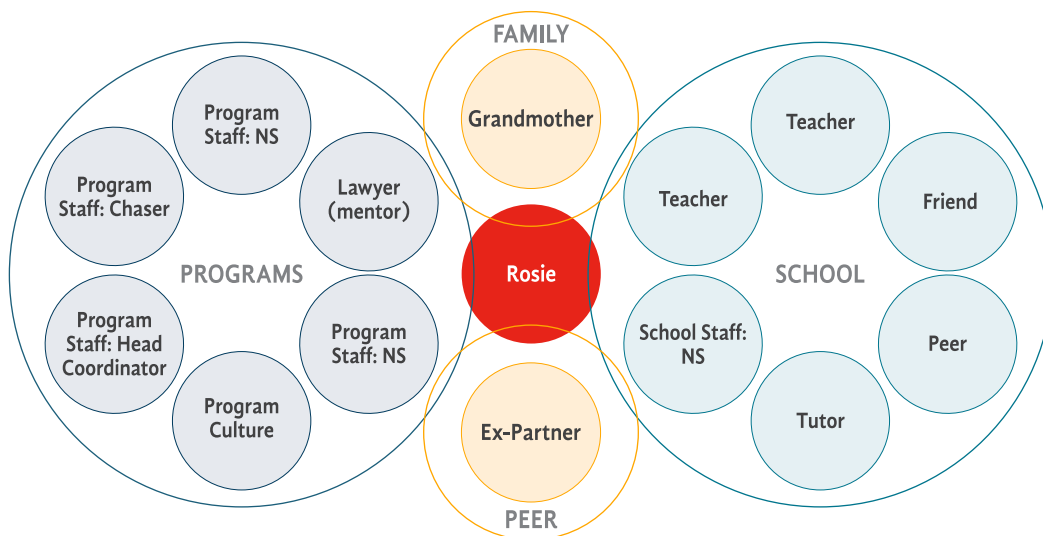 FAMILY
Grandmother
Program
Staff: NS
Program
Staff: Chaser
Lawyer
(mentor)
PROGRAMS
Program
Staff: Head
Coordinator
Program
Staff: NS
Program
Culture
Rosie
Ex-Partner
PEER
Teacher
Teacher
Friend
SCHOOL
School Staff:
NS
Peer
Tutor